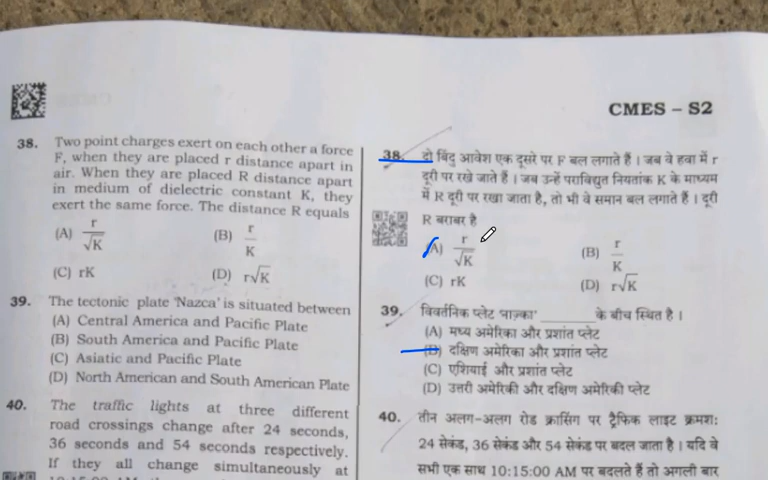 CMES – S2
38. Two point charges exert on each other a force
F, when they are placed r distance apart in
air. When they are placed R distance apart
in medium of dielectric constant K, they
exert the same force. The distance R equals
(A) r/√K (B) r/K
(C) rK (D) r√K
39. The tectonic plate 'Nazca' is situated between
(A) Central America and Pacific Plate
(B) South America and Pacific Plate
(C) Asiatic and Pacific Plate
(D) North American and South American Plate
40. The traffic lights at three different
road crossings change after 24 seconds,
36 seconds and 54 seconds respectively.
If they all change simultaneously at
38. दो बिंदु आवेश एक दूसरे पर F बल लगाते हैं । जब वे हवा में r
दूरी पर रखे जाते हैं । जब उन्हें पराविद्युत नियतांक K के माध्यम
में R दूरी पर रखा जाता है, तो भी वे समान बल लगाते हैं । दूरी
R बराबर है
(A) r/√K (B) r/K
(C) rK (D) r√K
39. विवर्तनिक प्लेट 'नाज़्का' ________ के बीच स्थित है ।
(A) मध्य अमेरिका और प्रशांत प्लेट
(B) दक्षिण अमेरिका और प्रशांत प्लेट
(C) एशियाई और प्रशांत प्लेट
(D) उत्तरी अमेरिकी और दक्षिण अमेरिकी प्लेट
40. तीन अलग-अलग रोड क्रासिंग पर ट्रैफिक लाइट क्रमश:
24 सेकंड, 36 सेकंड और 54 सेकंड पर बदल जाता है । यदि वे
सभी एक साथ 10:15:00 AM पर बदलते हैं तो अगली बार